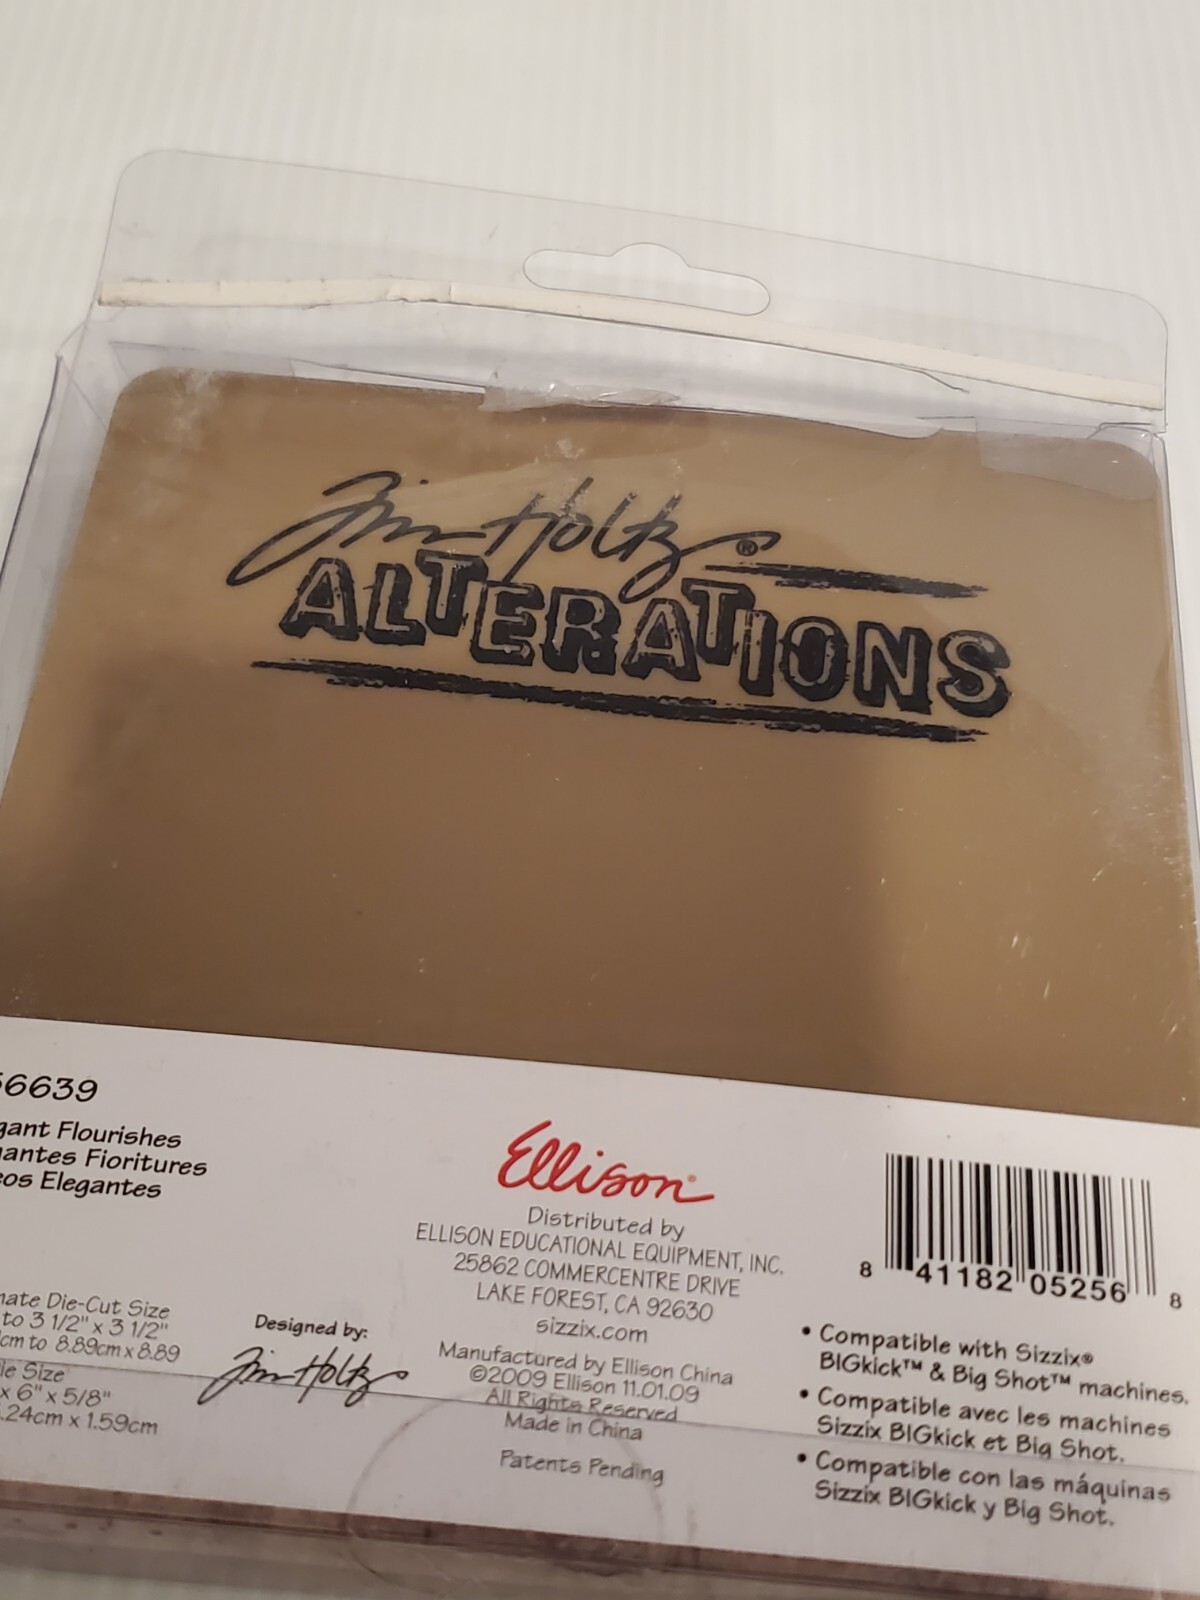 Tim Holtz®
ALTERATIONS
56639
gant Flourishes
antes Fioritures
os Elegantes
nate Die-Cut Size
to 3 1/2" x 3 1/2"
cm to 8.89cm x 8.89
Size
x 6" x 5/8"
.24cm x 1.59cm
Designed by:
Tim Holtz
Ellison®
Distributed by
ELLISON EDUCATIONAL EQUIPMENT, INC.
25862 COMMERCENTRE DRIVE
LAKE FOREST, CA 92630
sizzix.com
Manufactured by Ellison China
©2009 Ellison 11.01.09
All Rights Reserved
Made in China
Patents Pending
8 41182 05256 8
• Compatible with Sizzix®
BIGkick™ & Big Shot™ machines.
• Compatible avec les machines
Sizzix BIGkick et Big Shot.
• Compatible con las máquinas
Sizzix BIGkick y Big Shot.